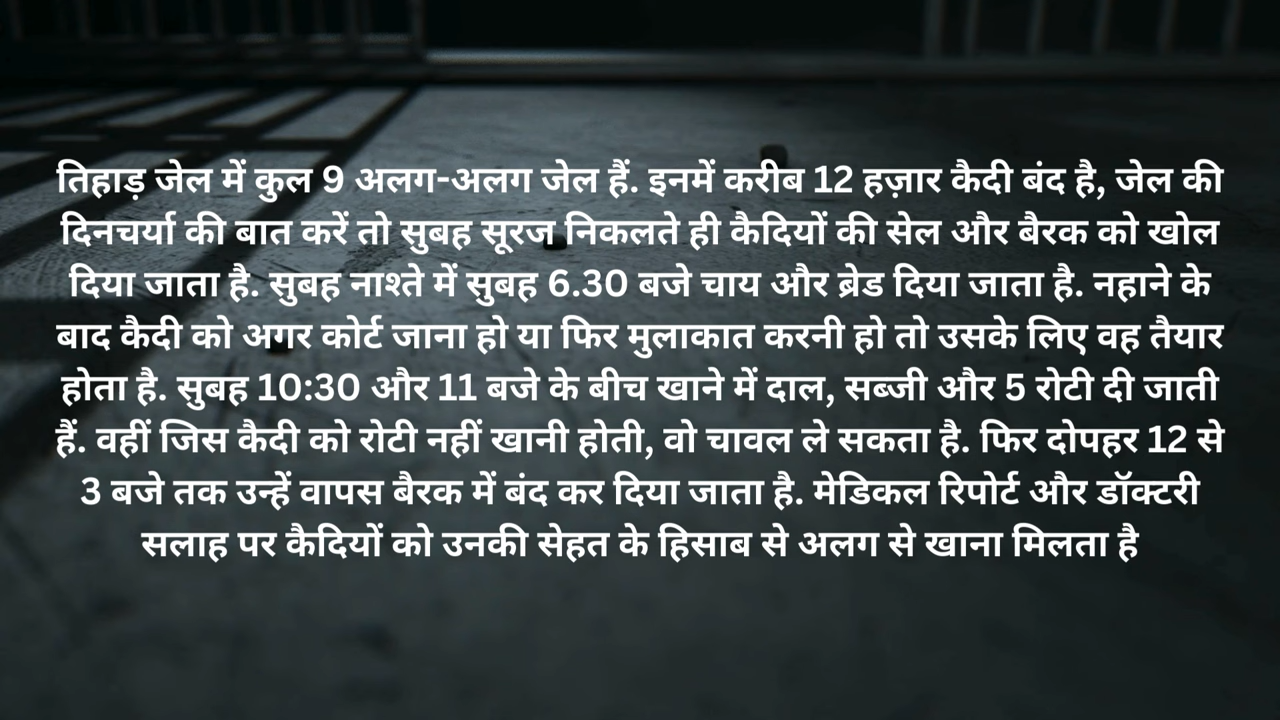 तिहाड़ जेल में कुल 9 अलग-अलग जेल हैं. इनमें करीब 12 हज़ार कैदी बंद है, जेल की
दिनचर्या की बात करें तो सुबह सूरज निकलते ही कैदियों की सेल और बैरक को खोल
दिया जाता है. सुबह नाश्ते में सुबह 6.30 बजे चाय और ब्रेड दिया जाता है. नहाने के
बाद कैदी को अगर कोर्ट जाना हो या फिर मुलाकात करनी हो तो उसके लिए वह तैयार
होता है. सुबह 10:30 और 11 बजे के बीच खाने में दाल, सब्जी और 5 रोटी दी जाती
हैं. वहीं जिस कैदी को रोटी नहीं खानी होती, वो चावल ले सकता है. फिर दोपहर 12 से
3 बजे तक उन्हें वापस बैरक में बंद कर दिया जाता है. मेडिकल रिपोर्ट और डॉक्टरी
सलाह पर कैदियों को उनकी सेहत के हिसाब से अलग से खाना मिलता है